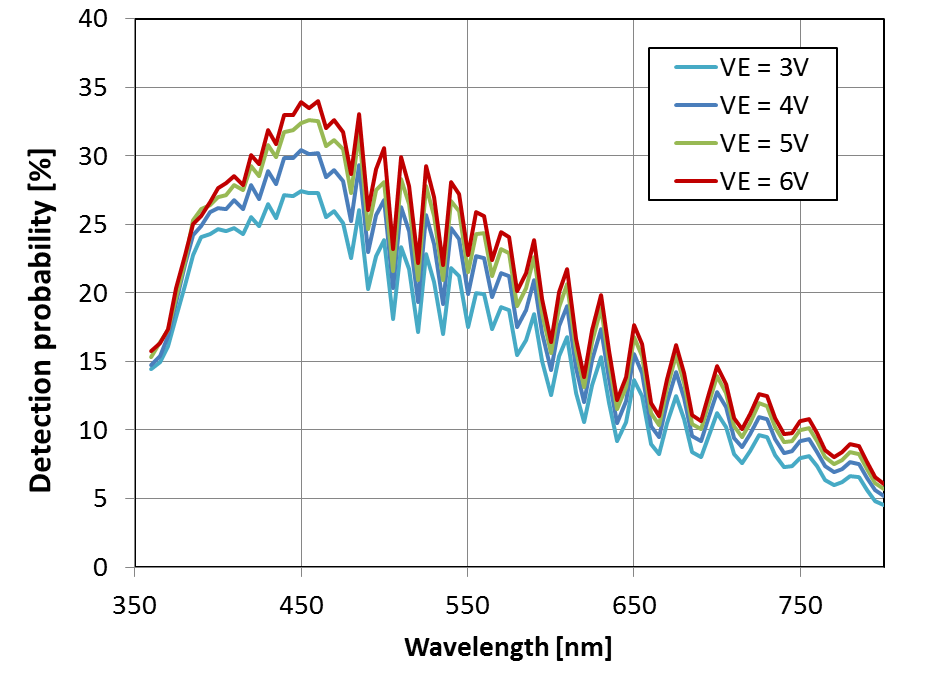 40
35
30
25
20
15
10
5
0
Detection probability [%]
VE = 3V
VE = 4V
VE = 5V
VE = 6V
350 450 550 650 750
Wavelength [nm]